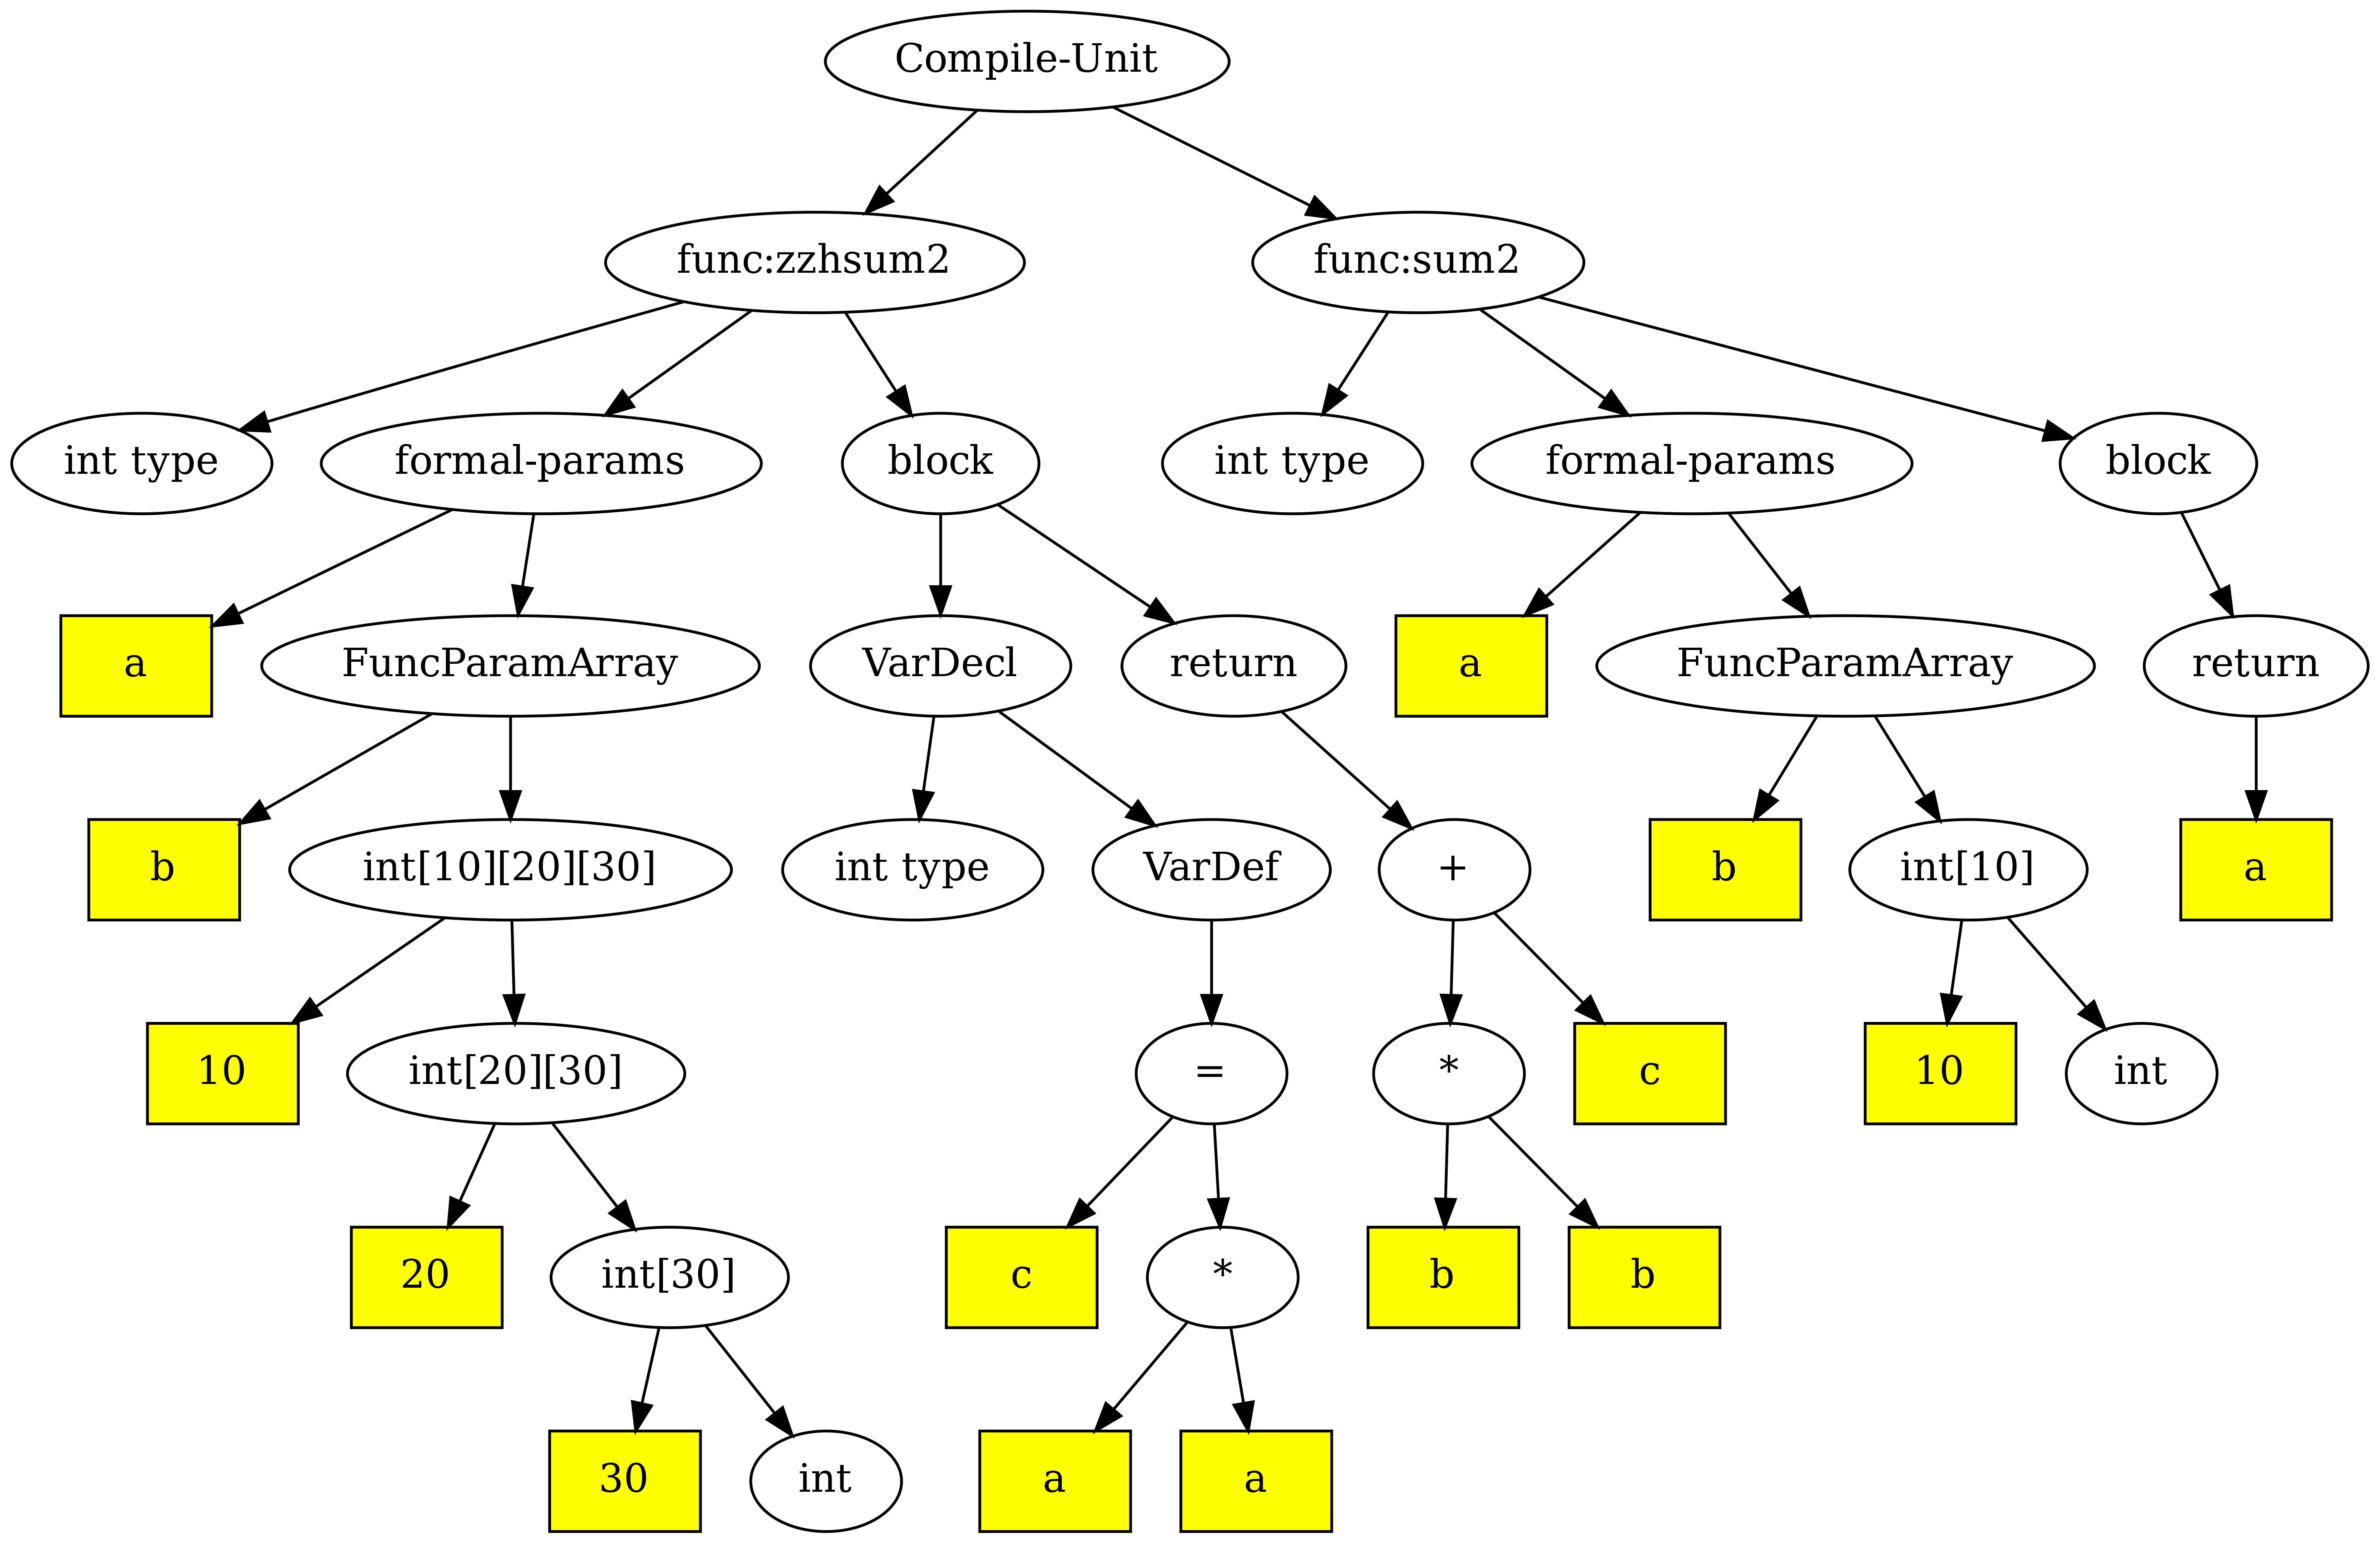 Compile-Unit
func:zzhsum2
func:sum2
int type
formal-params
block
int type
formal-params
block
a
FuncParamArray
VarDecl
return
a
FuncParamArray
return
b
int[10][20][30]
int type
VarDef
+
b
int[10]
a
10
int[20][30]
=
*
c
10
int
20
int[30]
c
*
b
b
30
int
a
a